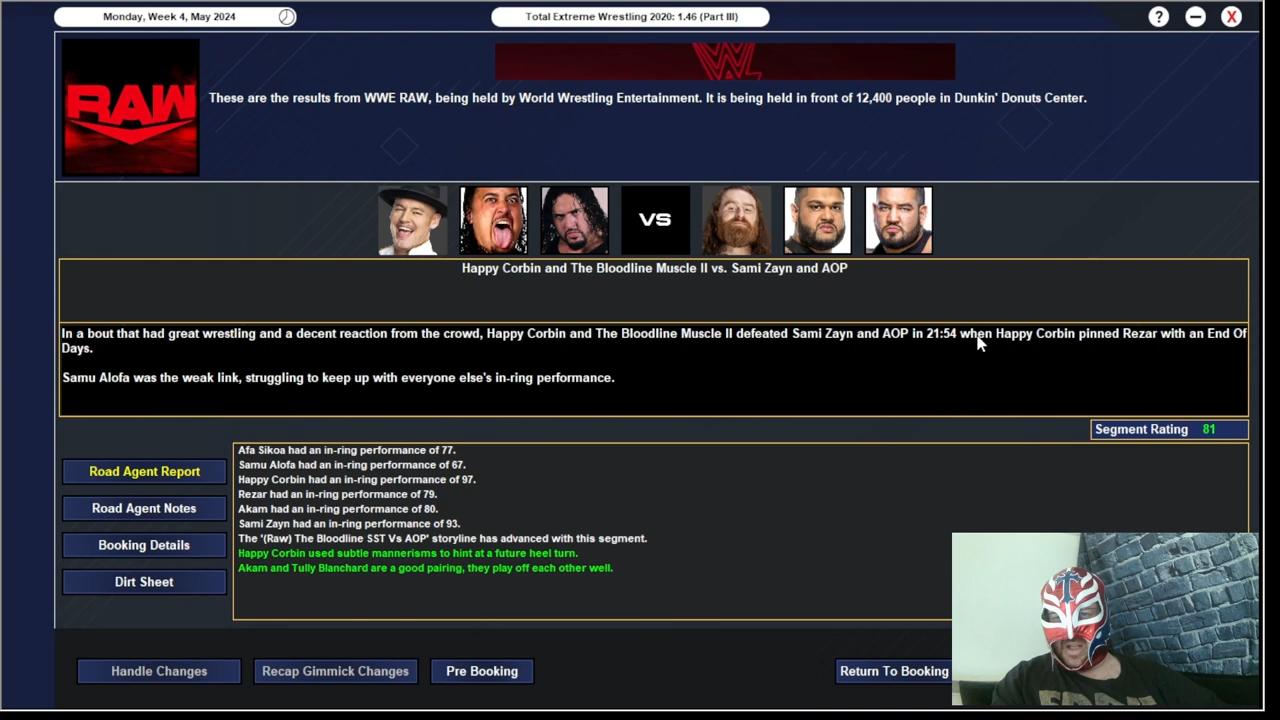 Monday, Week 4, May 2024
Total Extreme Wrestling 2020: 1.46 (Part III)
?
X
RAW
These are the results from WWE RAW, being held by World Wrestling Entertainment. It is being held in front of 12,400 people in Dunkin' Donuts Center.
VS
Happy Corbin and The Bloodline Muscle II vs. Sami Zayn and AOP
In a bout that had great wrestling and a decent reaction from the crowd, Happy Corbin and The Bloodline Muscle II defeated Sami Zayn and AOP in 21:54 when Happy Corbin pinned Rezar with an End Of
Days.
Samu Alofa was the weak link, struggling to keep up with everyone else's in-ring performance.
Segment Rating 81
Road Agent Report
Road Agent Notes
Booking Details
Dirt Sheet
Afa Sikoa had an in-ring performance of 77.
Samu Alofa had an in-ring performance of 67.
Happy Corbin had an in-ring performance of 97.
Rezar had an in-ring performance of 79.
Akam had an in-ring performance of 80.
Sami Zayn had an in-ring performance of 93.
The '(Raw) The Bloodline SST Vs AOP' storyline has advanced with this segment.
Happy Corbin used subtle mannerisms to hint at a future heel turn.
Akam and Tully Blanchard are a good pairing, they play off each other well.
Handle Changes
Recap Gimmick Changes
Pre Booking
Return To Booking